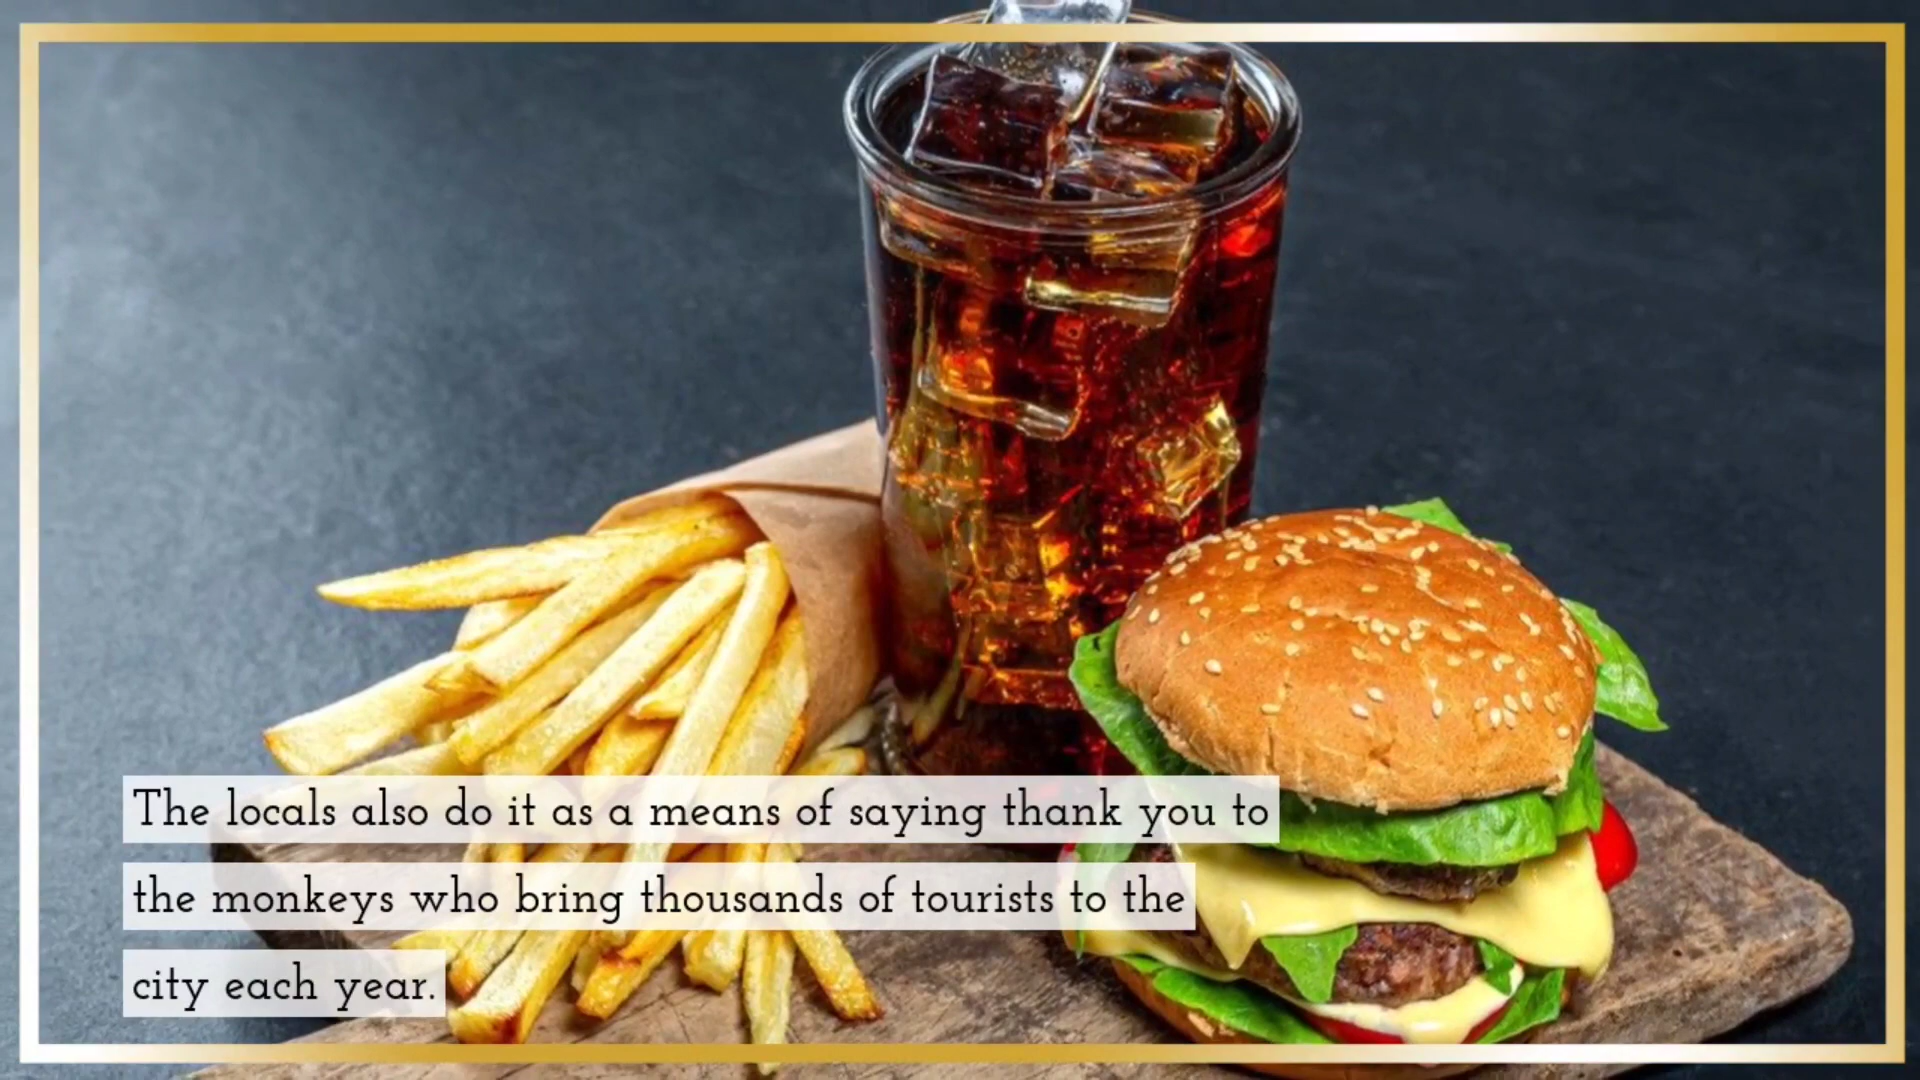 The locals also do it as a means of saying thank you to
the monkeys who bring thousands of tourists to the
city each year.